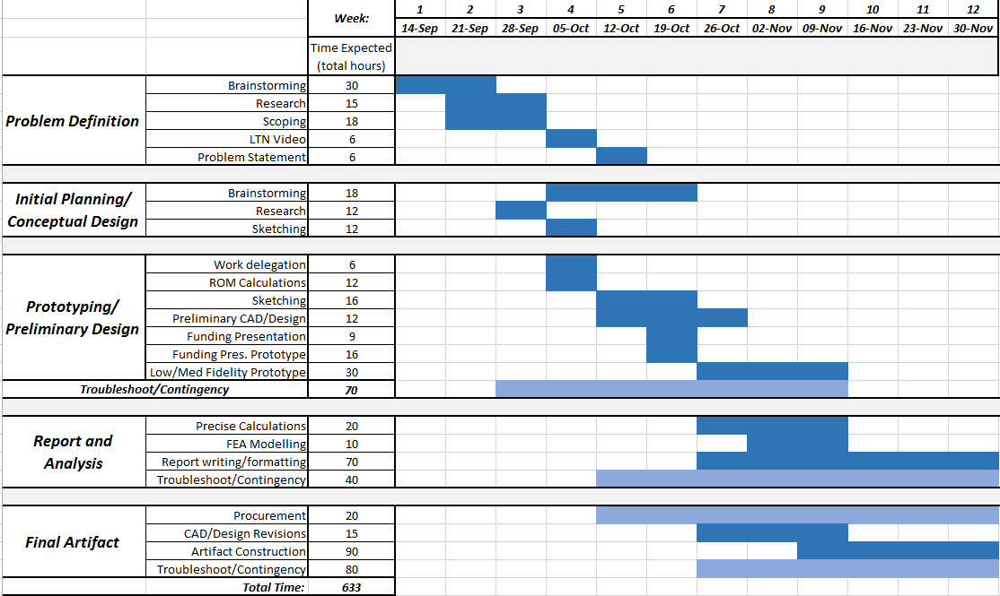 Week: 1 2 3 4 5 6 7 8 9 10 11 12
14-Sep 21-Sep 28-Sep 05-Oct 12-Oct 19-Oct 26-Oct 02-Nov 09-Nov 16-Nov 23-Nov 30-Nov
Time Expected
(total hours)
Problem Definition
Brainstorming 30
Research 15
Scoping 18
LTN Video 6
Problem Statement 6
Initial Planning/
Conceptual Design
Brainstorming 18
Research 12
Sketching 12
Prototyping/
Preliminary Design
Work delegation 6
ROM Calculations 12
Sketching 16
Preliminary CAD/Design 12
Funding Presentation 9
Funding Pres. Prototype 16
Low/Med Fidelity Prototype 30
Troubleshoot/Contingency 70
Report and
Analysis
Precise Calculations 20
FEA Modelling 10
Report writing/formatting 70
Troubleshoot/Contingency 40
Final Artifact
Procurement 20
CAD/Design Revisions 15
Artifact Construction 90
Troubleshoot/Contingency 80
Total Time: 633